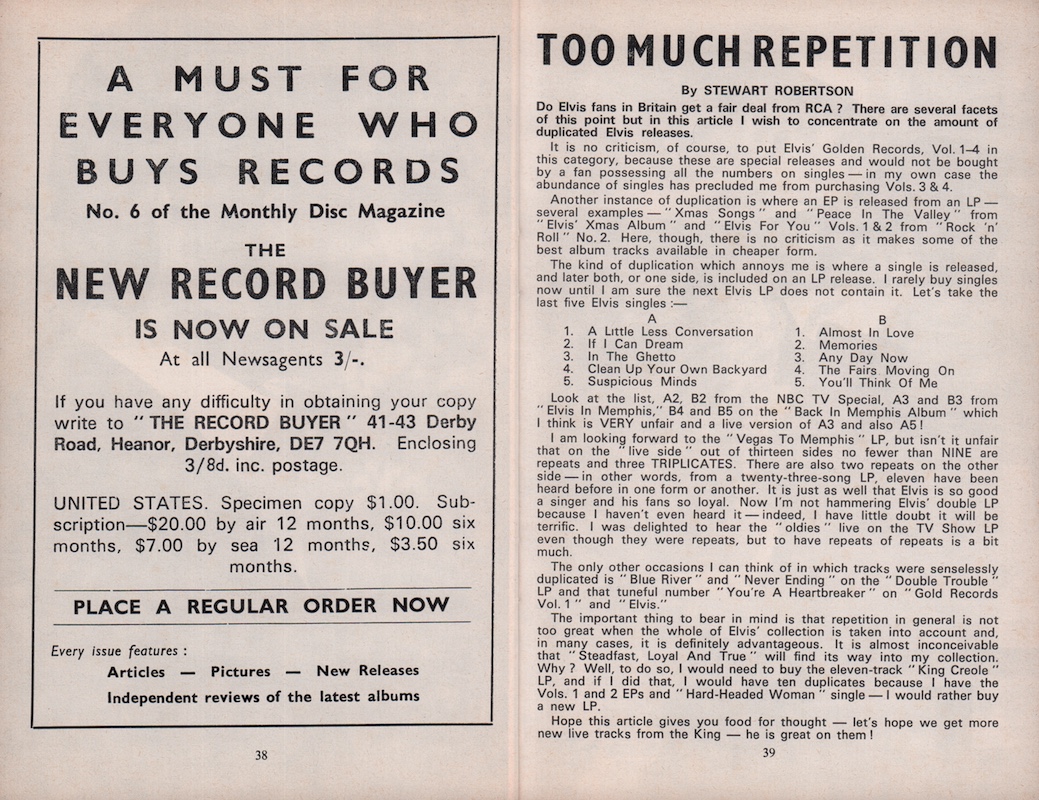 A MUST FOR
EVERYONE WHO
BUYS RECORDS
No. 6 of the Monthly Disc Magazine
THE
NEW RECORD BUYER
IS NOW ON SALE
At all Newsagents 3/-.
If you have any difficulty in obtaining your copy
write to " THE RECORD BUYER " 41-43 Derby
Road, Heanor, Derbyshire, DE7 7QH. Enclosing
3/8d. inc. postage.
UNITED STATES. Specimen copy $1.00. Sub-
scription—$20.00 by air 12 months, $10.00 six
months, $7.00 by sea 12 months, $3.50 six
months.
PLACE A REGULAR ORDER NOW
Every issue features :
Articles — Pictures — New Releases
Independent reviews of the latest albums
38
TOO MUCH REPETITION
By STEWART ROBERTSON
Do Elvis fans in Britain get a fair deal from RCA ? There are several facets
of this point but in this article I wish to concentrate on the amount of
duplicated Elvis releases.
It is no criticism, of course, to put Elvis' Golden Records, Vol. 1–4 in
this category, because these are special releases and would not be bought
by a fan possessing all the numbers on singles — in my own case the
abundance of singles has precluded me from purchasing Vols. 3 & 4.
Another instance of duplication is where an EP is released from an LP —
several examples — " Xmas Songs " and " Peace In The Valley " from
" Elvis' Xmas Album " and " Elvis For You " Vols. 1 & 2 from " Rock 'n'
Roll " No. 2. Here, though, there is no criticism as it makes some of the
best album tracks available in cheaper form.
The kind of duplication which annoys me is where a single is released,
and later both, or one side, is included on an LP release. I rarely buy singles
now until I am sure the next Elvis LP does not contain it. Let's take the
last five Elvis singles :—
A B
1. A Little Less Conversation 1. Almost In Love
2. If I Can Dream 2. Memories
3. In The Ghetto 3. Any Day Now
4. Clean Up Your Own Backyard 4. The Fairs Moving On
5. Suspicious Minds 5. You'll Think Of Me
Look at the list, A2, B2 from the NBC TV Special, A3 and B3 from
" Elvis In Memphis," B4 and B5 on the " Back In Memphis Album " which
I think is VERY unfair and a live version of A3 and also A5 !
I am looking forward to the " Vegas To Memphis " LP, but isn't it unfair
that on the " live side " out of thirteen sides no fewer than NINE are
repeats and three TRIPLICATES. There are also two repeats on the other
side — in other words, from a twenty-three-song LP, eleven have been
heard before in one form or another. It is just as well that Elvis is so good
a singer and his fans so loyal. Now I'm not hammering Elvis' double LP
because I haven't even heard it — indeed, I have little doubt it will be
terrific. I was delighted to hear the " oldies " live on the TV Show LP
even though they were repeats, but to have repeats of repeats is a bit
much.
The only other occasions I can think of in which tracks were senselessly
duplicated is " Blue River " and " Never Ending " on the " Double Trouble "
LP and that tuneful number " You're A Heartbreaker " on " Gold Records
Vol. 1 " and " Elvis."
The important thing to bear in mind is that repetition in general is not
too great when the whole of Elvis' collection is taken into account and,
in many cases, it is definitely advantageous. It is almost inconceivable
that " Steadfast, Loyal And True " will find its way into my collection.
Why ? Well, to do so, I would need to buy the eleven-track " King Creole "
LP, and if I did that, I would have ten duplicates because I have the
Vols. 1 and 2 EPs and " Hard-Headed Woman " single — I would rather buy
a new LP.
Hope this article gives you food for thought — let's hope we get more
new live tracks from the King — he is great on them !
39